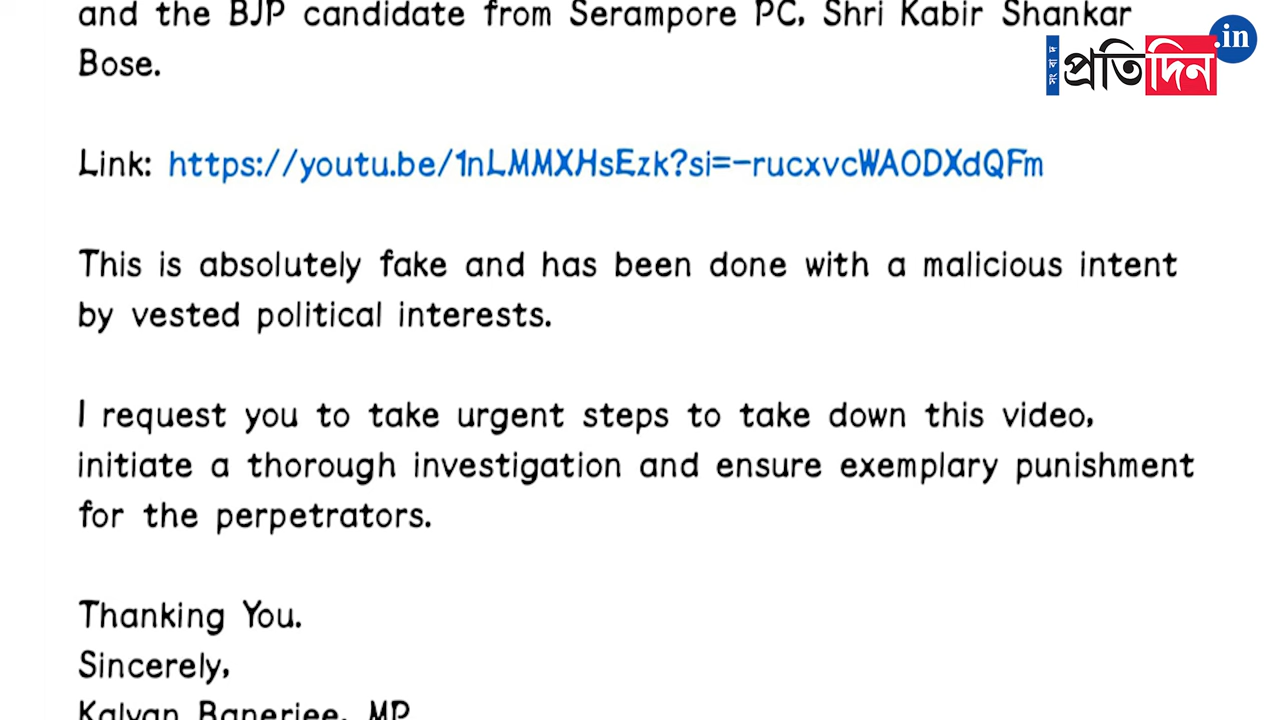 and the BJP candidate from Serampore PC, Shri Kabir Shankar
Bose.
সংবাদ প্রতিদিন.in
Link: https://youtu.be/1nLMMXHsEzk?si=-rucxvcWAODXdQFm
This is absolutely fake and has been done with a malicious intent
by vested political interests.
I request you to take urgent steps to take down this video,
initiate a thorough investigation and ensure exemplary punishment
for the perpetrators.
Thanking You.
Sincerely,
Kalyan Banerjee, MP